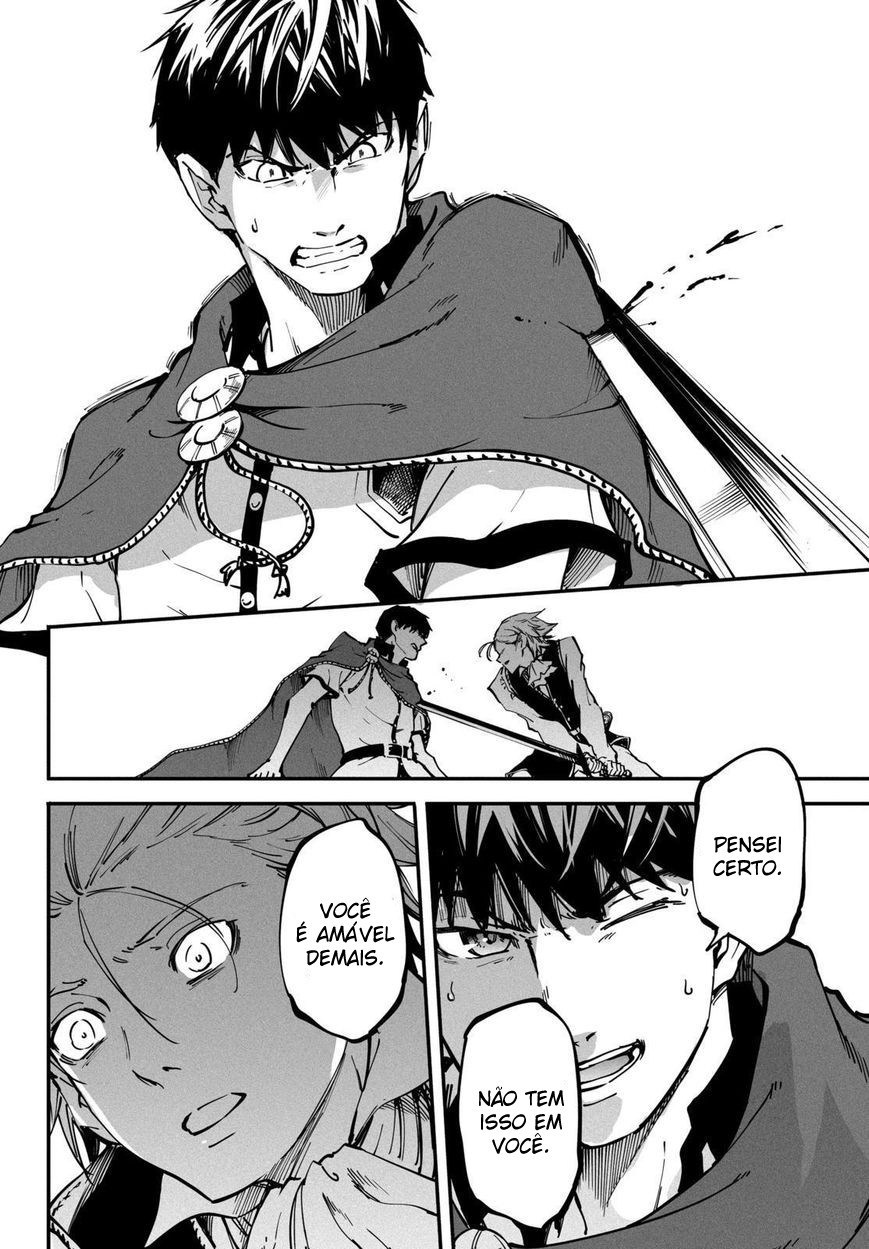 PENSEI
CERTO.
NÃO TEM
ISSO EM
VOCÊ.
VOCÊ
É AMÁVEL
DEMAIS.